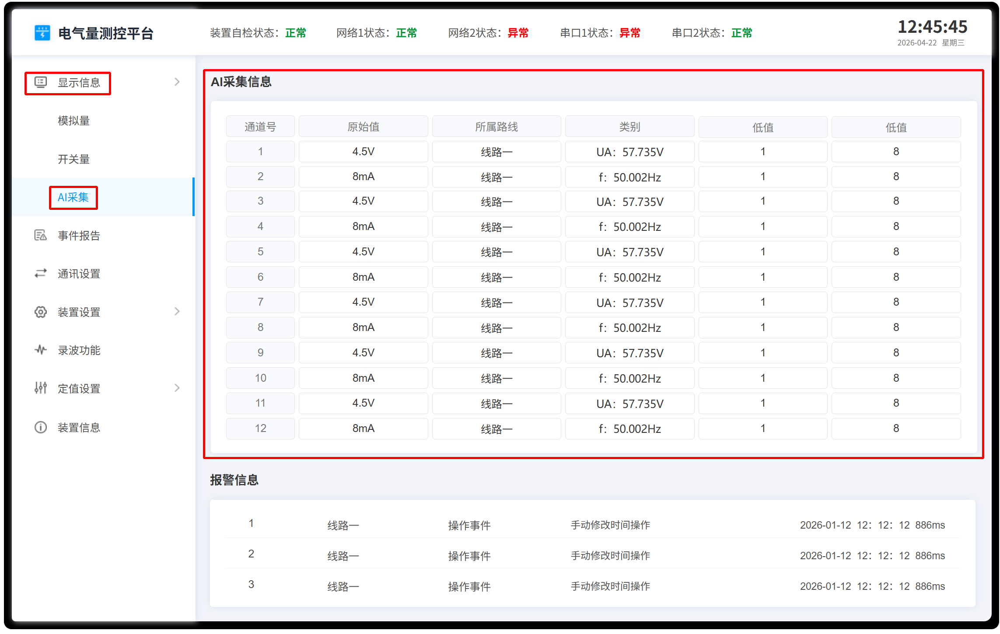 电气量测控平台 装置自检状态：正常 网络1状态：正常 网络2状态：异常 串口1状态：异常 串口2状态：正常 12:45:45
2026-04-22 星期三
显示信息
模拟量
开关量
AI采集
事件报告
通讯设置
装置设置
录波功能
定值设置
装置信息
AI采集信息
通道号 原始值 所属路线 类别 低值 低值
1 4.5V 线路一 UA：57.735V 1 8
2 8mA 线路一 f：50.002Hz 1 8
3 4.5V 线路一 UA：57.735V 1 8
4 8mA 线路一 f：50.002Hz 1 8
5 4.5V 线路一 UA：57.735V 1 8
6 8mA 线路一 f：50.002Hz 1 8
7 4.5V 线路一 UA：57.735V 1 8
8 8mA 线路一 f：50.002Hz 1 8
9 4.5V 线路一 UA：57.735V 1 8
10 8mA 线路一 f：50.002Hz 1 8
11 4.5V 线路一 UA：57.735V 1 8
12 8mA 线路一 f：50.002Hz 1 8
报警信息
1 线路一 操作事件 手动修改时间操作 2026-01-12 12：12：12 886ms
2 线路一 操作事件 手动修改时间操作 2026-01-12 12：12：12 886ms
3 线路一 操作事件 手动修改时间操作 2026-01-12 12：12：12 886ms